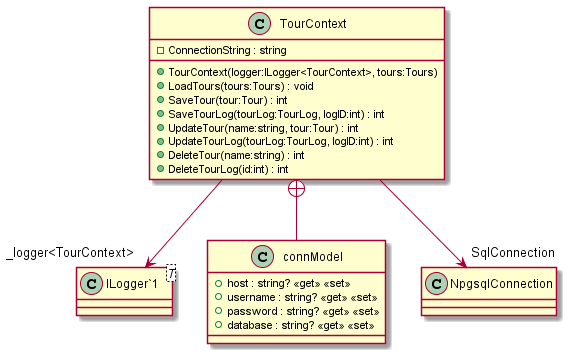 C TourContext
ConnectionString : string
TourContext(logger:ILogger<TourContext>, tours:Tours)
LoadTours(tours:Tours) : void
SaveTour(tour:Tour) : int
SaveTourLog(tourLog:TourLog, logID:int) : int
UpdateTour(name:string, tour:Tour) : int
UpdateTourLog(tourLog:TourLog, logID:int) : int
DeleteTour(name:string) : int
DeleteTourLog(id:int) : int
_logger<TourContext>
SqlConnection
C ILogger`1
T
C connModel
host : string? «get» «set»
username : string? «get» «set»
password : string? «get» «set»
database : string? «get» «set»
C NpgsqlConnection